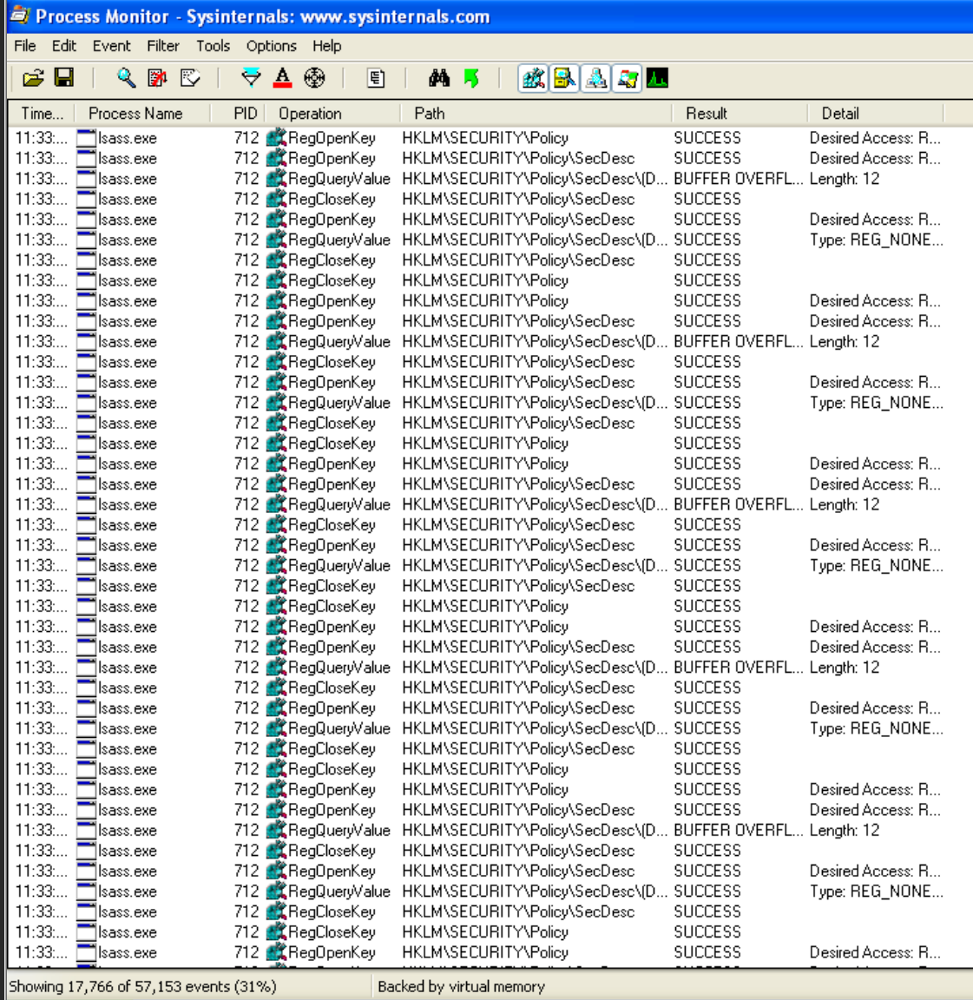 Process Monitor - Sysinternals: www.sysinternals.com
File Edit Event Filter Tools Options Help
Time... Process Name PID Operation Path Result Detail
11:33:... lsass.exe 712 RegOpenKey HKLM\SECURITY\Policy SUCCESS Desired Access: R...
11:33:... lsass.exe 712 RegOpenKey HKLM\SECURITY\Policy\SecDesc SUCCESS Desired Access: R...
11:33:... lsass.exe 712 RegQueryValue HKLM\SECURITY\Policy\SecDesc\(D... BUFFER OVERFL... Length: 12
11:33:... lsass.exe 712 RegCloseKey HKLM\SECURITY\Policy\SecDesc SUCCESS
11:33:... lsass.exe 712 RegOpenKey HKLM\SECURITY\Policy\SecDesc SUCCESS Desired Access: R...
11:33:... lsass.exe 712 RegQueryValue HKLM\SECURITY\Policy\SecDesc\(D... SUCCESS Type: REG_NONE...
11:33:... lsass.exe 712 RegCloseKey HKLM\SECURITY\Policy\SecDesc SUCCESS
11:33:... lsass.exe 712 RegCloseKey HKLM\SECURITY\Policy SUCCESS
11:33:... lsass.exe 712 RegOpenKey HKLM\SECURITY\Policy SUCCESS Desired Access: R...
11:33:... lsass.exe 712 RegOpenKey HKLM\SECURITY\Policy\SecDesc SUCCESS Desired Access: R...
11:33:... lsass.exe 712 RegQueryValue HKLM\SECURITY\Policy\SecDesc\(D... BUFFER OVERFL... Length: 12
11:33:... lsass.exe 712 RegCloseKey HKLM\SECURITY\Policy\SecDesc SUCCESS
11:33:... lsass.exe 712 RegOpenKey HKLM\SECURITY\Policy\SecDesc SUCCESS Desired Access: R...
11:33:... lsass.exe 712 RegQueryValue HKLM\SECURITY\Policy\SecDesc\(D... SUCCESS Type: REG_NONE...
11:33:... lsass.exe 712 RegCloseKey HKLM\SECURITY\Policy\SecDesc SUCCESS
11:33:... lsass.exe 712 RegCloseKey HKLM\SECURITY\Policy SUCCESS
11:33:... lsass.exe 712 RegOpenKey HKLM\SECURITY\Policy SUCCESS Desired Access: R...
11:33:... lsass.exe 712 RegOpenKey HKLM\SECURITY\Policy\SecDesc SUCCESS Desired Access: R...
11:33:... lsass.exe 712 RegQueryValue HKLM\SECURITY\Policy\SecDesc\(D... BUFFER OVERFL... Length: 12
11:33:... lsass.exe 712 RegCloseKey HKLM\SECURITY\Policy\SecDesc SUCCESS
11:33:... lsass.exe 712 RegOpenKey HKLM\SECURITY\Policy\SecDesc SUCCESS Desired Access: R...
11:33:... lsass.exe 712 RegQueryValue HKLM\SECURITY\Policy\SecDesc\(D... SUCCESS Type: REG_NONE...
11:33:... lsass.exe 712 RegCloseKey HKLM\SECURITY\Policy\SecDesc SUCCESS
11:33:... lsass.exe 712 RegCloseKey HKLM\SECURITY\Policy SUCCESS
11:33:... lsass.exe 712 RegOpenKey HKLM\SECURITY\Policy SUCCESS Desired Access: R...
11:33:... lsass.exe 712 RegOpenKey HKLM\SECURITY\Policy\SecDesc SUCCESS Desired Access: R...
11:33:... lsass.exe 712 RegQueryValue HKLM\SECURITY\Policy\SecDesc\(D... BUFFER OVERFL... Length: 12
11:33:... lsass.exe 712 RegCloseKey HKLM\SECURITY\Policy\SecDesc SUCCESS
11:33:... lsass.exe 712 RegOpenKey HKLM\SECURITY\Policy\SecDesc SUCCESS Desired Access: R...
11:33:... lsass.exe 712 RegQueryValue HKLM\SECURITY\Policy\SecDesc\(D... SUCCESS Type: REG_NONE...
11:33:... lsass.exe 712 RegCloseKey HKLM\SECURITY\Policy\SecDesc SUCCESS
11:33:... lsass.exe 712 RegCloseKey HKLM\SECURITY\Policy SUCCESS
11:33:... lsass.exe 712 RegOpenKey HKLM\SECURITY\Policy SUCCESS Desired Access: R...
11:33:... lsass.exe 712 RegOpenKey HKLM\SECURITY\Policy\SecDesc SUCCESS Desired Access: R...
11:33:... lsass.exe 712 RegQueryValue HKLM\SECURITY\Policy\SecDesc\(D... BUFFER OVERFL... Length: 12
11:33:... lsass.exe 712 RegCloseKey HKLM\SECURITY\Policy\SecDesc SUCCESS
11:33:... lsass.exe 712 RegOpenKey HKLM\SECURITY\Policy\SecDesc SUCCESS Desired Access: R...
11:33:... lsass.exe 712 RegQueryValue HKLM\SECURITY\Policy\SecDesc\(D... SUCCESS Type: REG_NONE...
11:33:... lsass.exe 712 RegCloseKey HKLM\SECURITY\Policy\SecDesc SUCCESS
11:33:... lsass.exe 712 RegCloseKey HKLM\SECURITY\Policy SUCCESS
11:33:... lsass.exe 712 RegOpenKey HKLM\SECURITY\Policy SUCCESS Desired Access: R...
Showing 17,766 of 57,153 events (31%) Backed by virtual memory